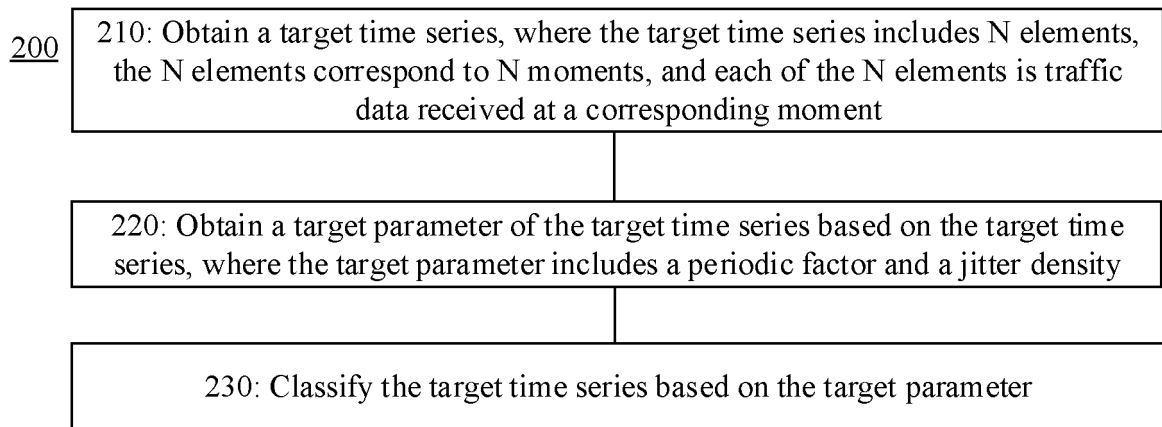 200
210: Obtain a target time series, where the target time series includes N elements,
the N elements correspond to N moments, and each of the N elements is traffic
data received at a corresponding moment
220: Obtain a target parameter of the target time series based on the target time
series, where the target parameter includes a periodic factor and a jitter density
230: Classify the target time series based on the target parameter